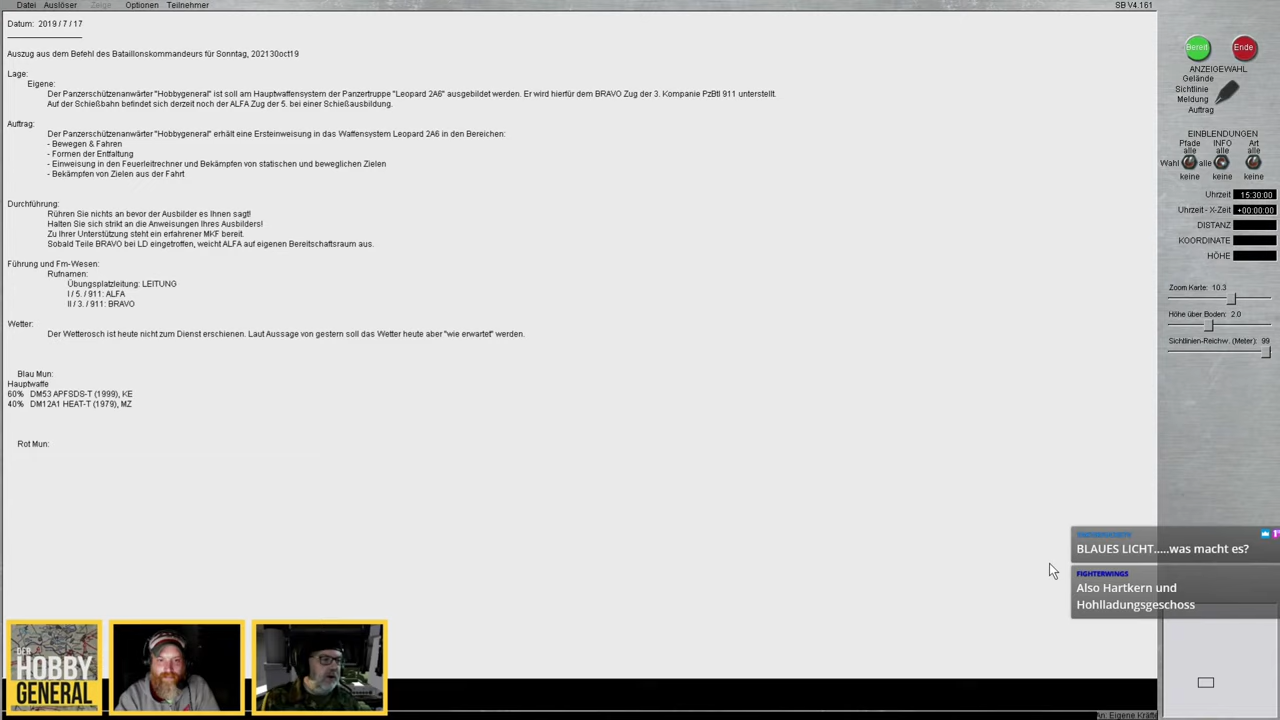 Datei Auslöser Zeige Optionen Teilnehmer
SB V4.161
Datum: 2019 / 7 / 17
Auszug aus dem Befehl des Bataillonskommandeurs für Sonntag, 202130oct19
Lage:
Eigene:
Der Panzerschützenanwärter "Hobbygeneral" ist soll am Hauptwaffensystem der Panzertruppe "Leopard 2A6" ausgebildet werden. Er wird hierfür dem BRAVO Zug der 3. Kompanie PzBtl 911 unterstellt.
Auf der Schießbahn befindet sich derzeit noch der ALFA Zug der 5. bei einer Schießausbildung.
Auftrag:
Der Panzerschützenanwärter "Hobbygeneral" erhält eine Ersteinweisung in das Waffensystem Leopard 2A6 in den Bereichen:
- Bewegen & Fahren
- Formen der Entfaltung
- Einweisung in den Feuerleitrechner und Bekämpfen von statischen und beweglichen Zielen
- Bekämpfen von Zielen aus der Fahrt
Durchführung:
Rühren Sie nichts an bevor der Ausbilder es Ihnen sagt!
Halten Sie sich strikt an die Anweisungen Ihres Ausbilders!
Zu Ihrer Unterstützung steht ein erfahrener MKF bereit.
Sobald Teile BRAVO bei LD eingetroffen, weicht ALFA auf eigenen Bereitschaftsraum aus.
Führung und Fm-Wesen:
Rufnamen:
Übungsplatzleitung: LEITUNG
I / 5. / 911: ALFA
II / 3. / 911: BRAVO
Wetter:
Der Wetterosch ist heute nicht zum Dienst erschienen. Laut Aussage von gestern soll das Wetter heute aber "wie erwartet" werden.
Blau Mun:
Hauptwaffe
60% DM53 APFSDS-T (1999), KE
40% DM12A1 HEAT-T (1979), MZ
Rot Mun:
Bereit Ende
ANZEIGEWAHL
Gelände
Sichtlinie
Meldung
Auftrag
EINBLENDUNGEN
Pfade INFO Art
alle alle alle
Wahl alle
keine keine keine
Uhrzeit 15:30:00
Uhrzeit - X-Zeit +00:00:00
DISTANZ
KOORDINATE
HÖHE
Zoom Karte: 10.3
Höhe über Boden: 2.0
Sichtlinien-Reichw. (Meter): 99
BLAUES LICHT.....was macht es?
FIGHTERWINGS
Also Hartkern und
Hohlladungsgeschoss
DER
HOBBY
GENERAL
An: Eigene Kräfte